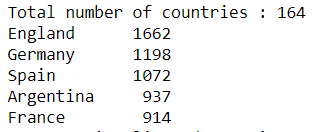 Total number of countries : 164
England      1662
Germany      1198
Spain        1072
Argentina     937
France        914